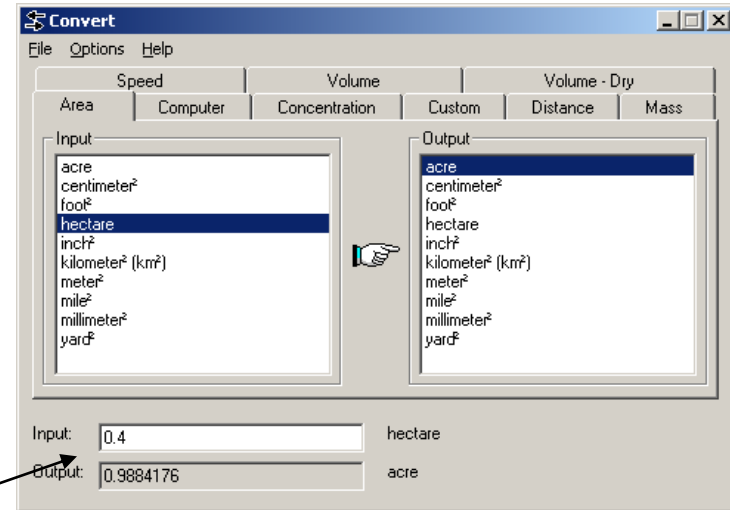 Convert
File Options Help
Speed Volume Volume - Dry
Area Computer Concentration Custom Distance Mass
Input Output
acre acre
centimeter² centimeter²
foot² foot²
hectare hectare
inch² inch²
kilometer² (km²) kilometer² (km²)
meter² meter²
mile² mile²
millimeter² millimeter²
yard² yard²
Input: 0.4 hectare
Output: 0.9884176 acre